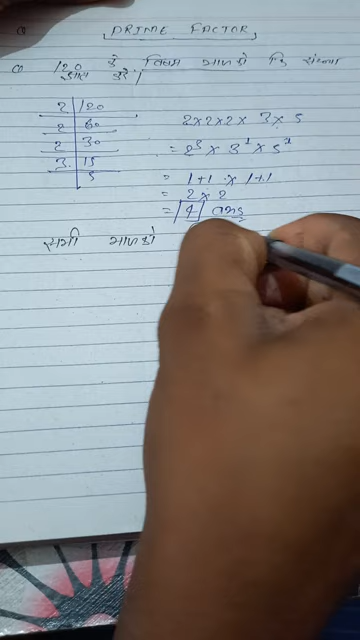 Q [PRIME FACTOR]
Q 120 के विषम भाजको कि संख्या
ज्ञात करे।
2 | 120
2 | 60
2 | 30
3 | 15
5
2×2×2× 3× 5
= 2³ × 3¹ × 5¹
= 1+1 × 1+1
= 2 × 2
= [4] Ans
सभी भाजको